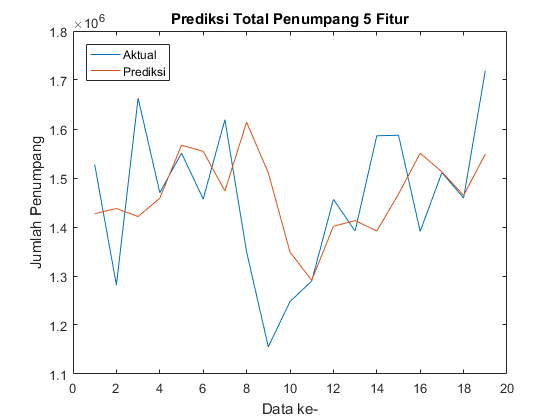 Prediksi Total Penumpang 5 Fitur
×10⁶
1.8
1.7
1.6
1.5
1.4
1.3
1.2
1.1
Jumlah Penumpang
Aktual
Prediksi
0 2 4 6 8 10 12 14 16 18 20
Data ke-